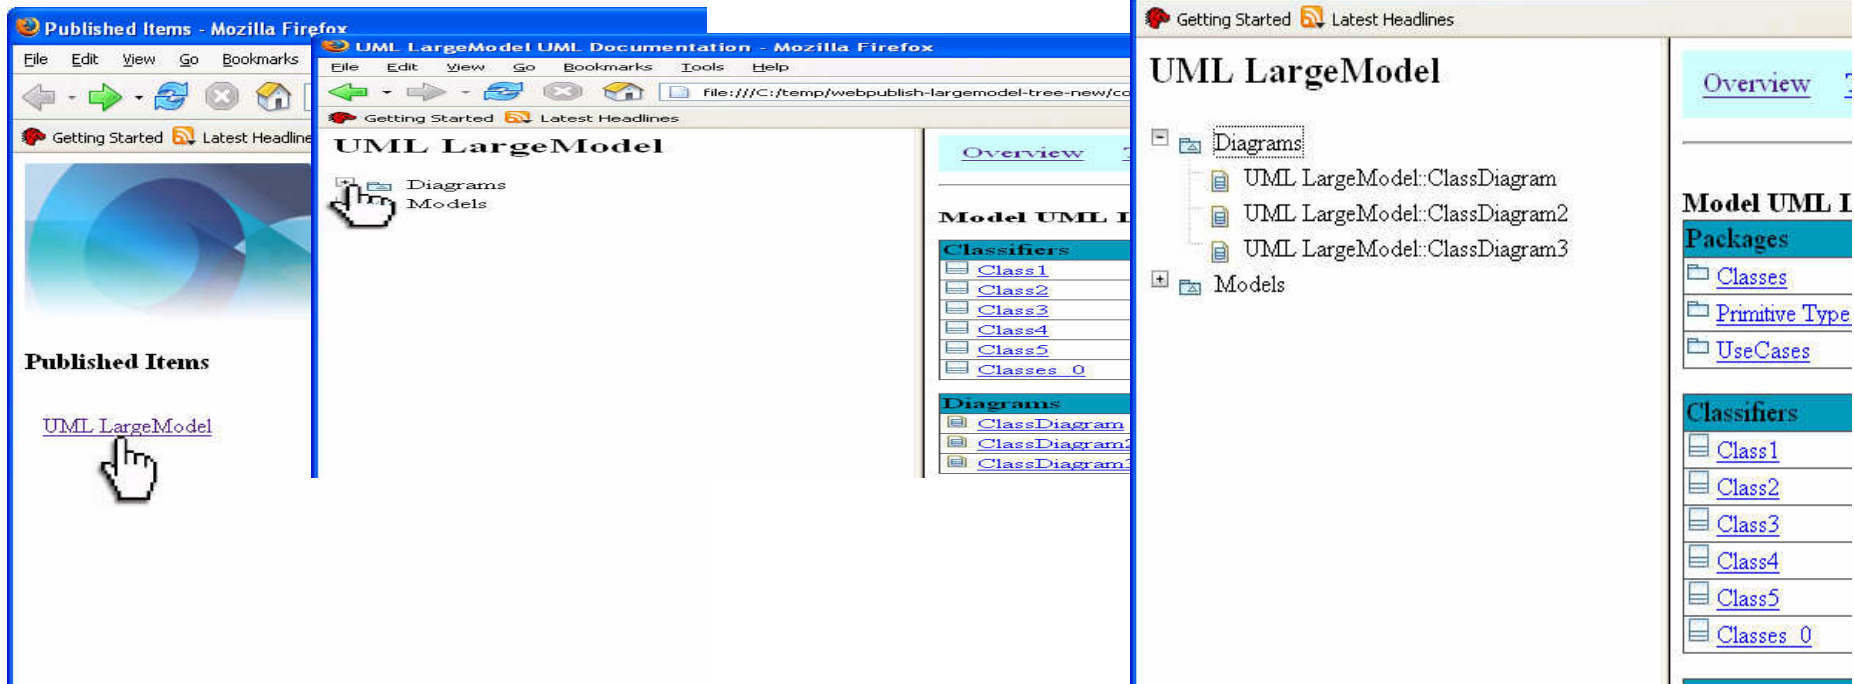 Published Items - Mozilla Firefox
File Edit View Go Bookmarks
Getting Started Latest Headline
Published Items
UML LargeModel
UML LargeModel UML Documentation - Mozilla Firefox
File Edit View Go Bookmarks Tools Help
file:///C:/temp/webpublish-largemodel-tree-new/co
Getting Started Latest Headlines
UML LargeModel
Diagrams
Models
Overview
Model UML
Classifiers
Class1
Class2
Class3
Class4
Class5
Classes_0
Diagrams
ClassDiagram
ClassDiagram2
ClassDiagram3
Getting Started Latest Headlines
UML LargeModel
Diagrams
UML LargeModel::ClassDiagram
UML LargeModel::ClassDiagram2
UML LargeModel::ClassDiagram3
Models
Overview
Model UML L
Packages
Classes
Primitive Type
UseCases
Classifiers
Class1
Class2
Class3
Class4
Class5
Classes_0